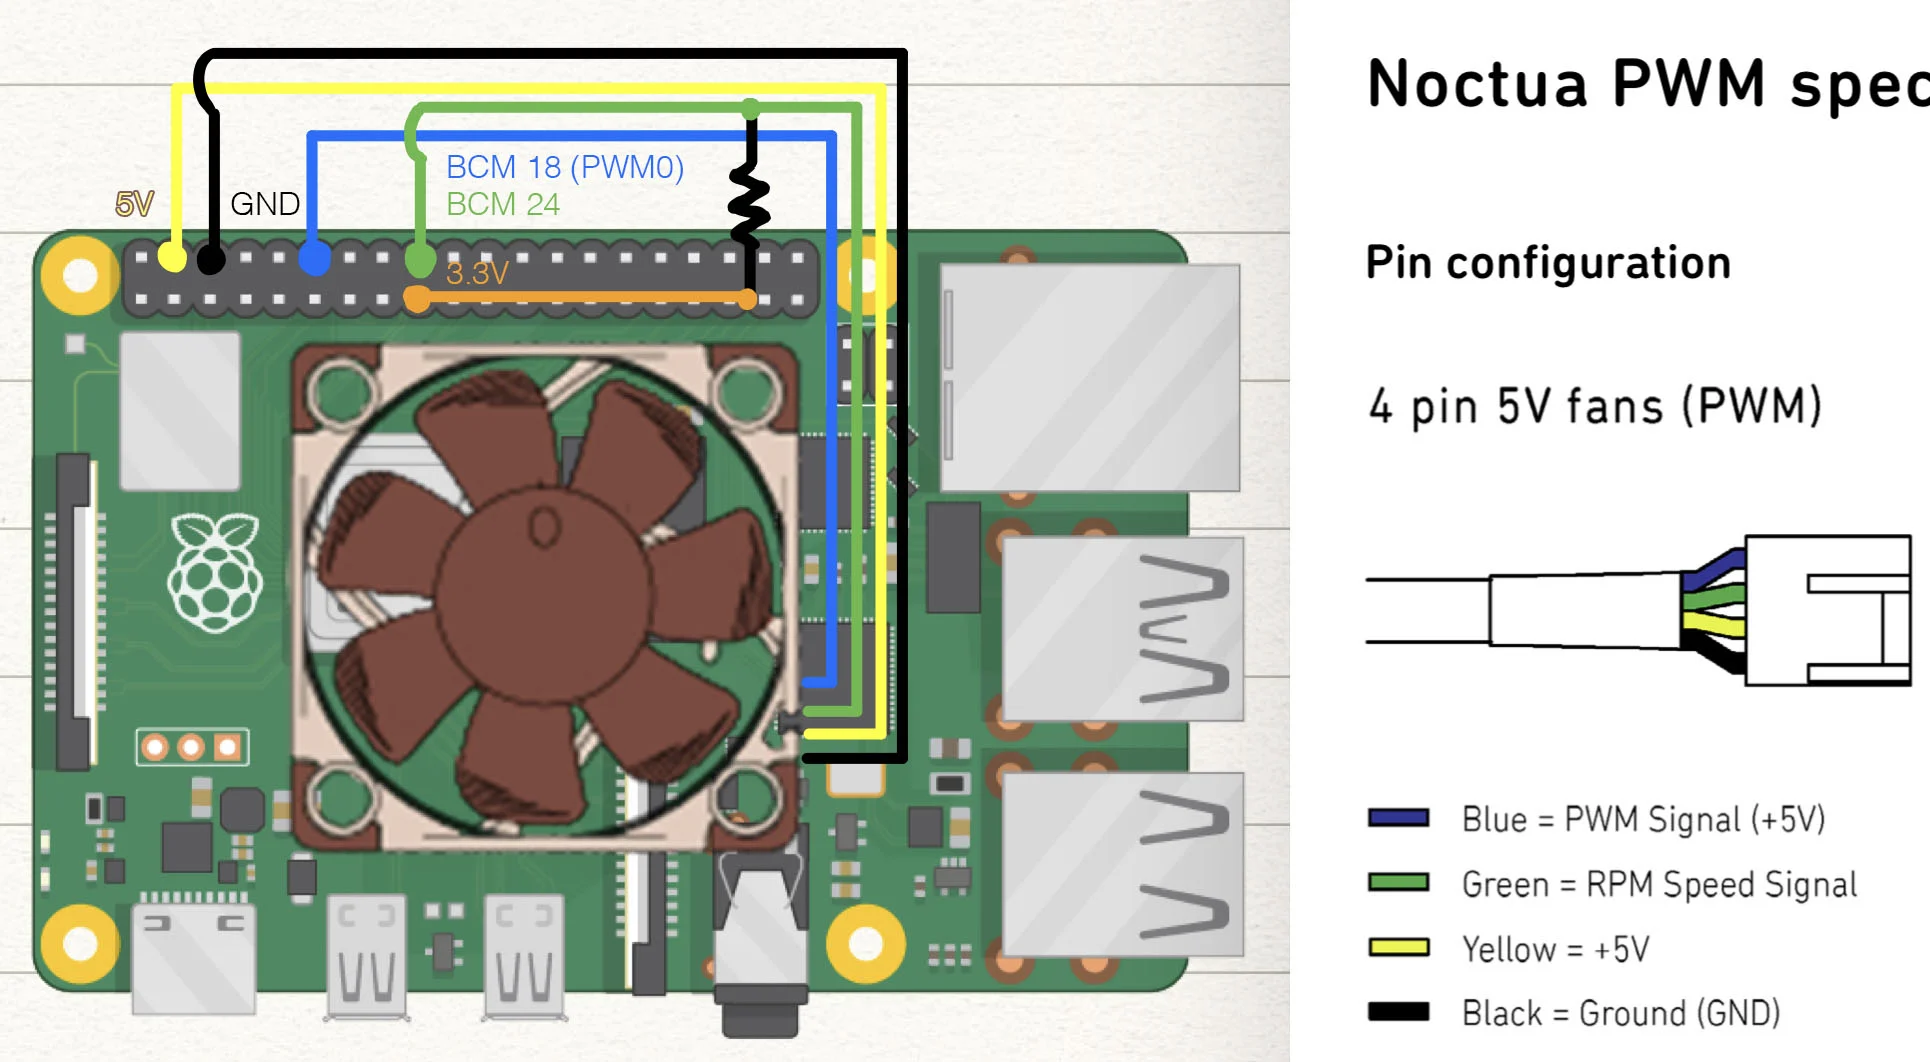 5V
GND
BCM 18 (PWM0)
BCM 24
3.3V
Noctua PWM spec
Pin configuration
4 pin 5V fans (PWM)
Blue = PWM Signal (+5V)
Green = RPM Speed Signal
Yellow = +5V
Black = Ground (GND)